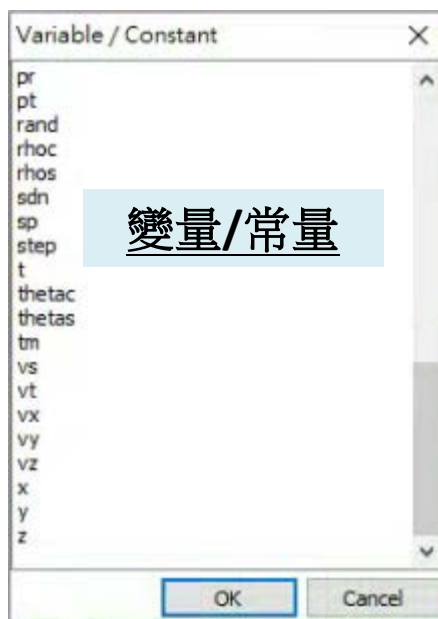 Variable / Constant
pr
pt
rand
rhoc
rhos
sdn
sp
step
變量/常量
t
thetac
thetas
tm
vs
vt
vx
vy
vz
x
y
z
OK
Cancel